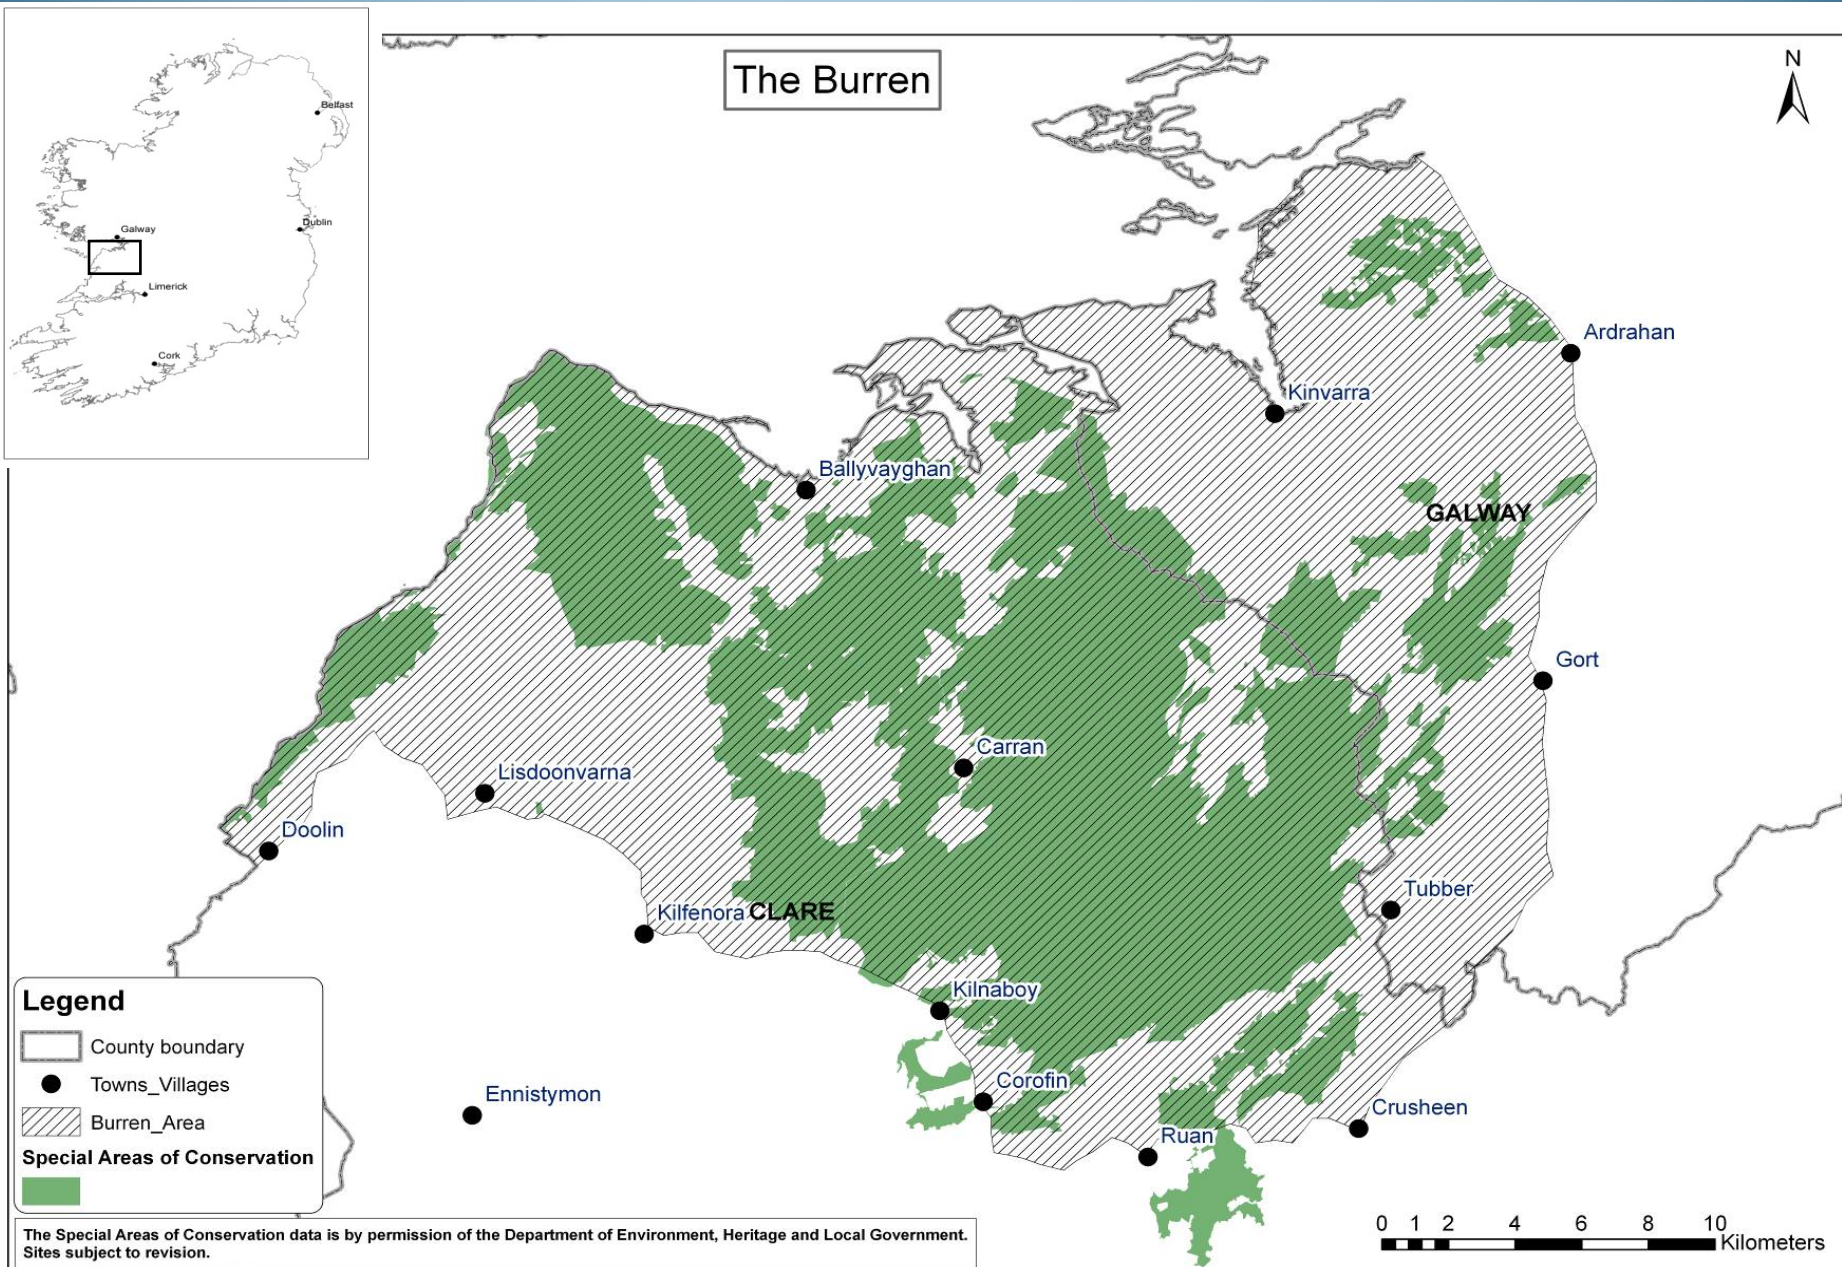 The Burren
N
Belfast
Dublin
Galway
Limerick
Cork
Ardrahan
Kinvarra
Ballyvayghan
GALWAY
Gort
Carran
Lisdoonvarna
Doolin
Tubber
Kilfenora
CLARE
Kilnaboy
Corofin
Ennistymon
Crusheen
Ruan
Legend
County boundary
Towns_Villages
Burren_Area
Special Areas of Conservation
0 1 2 4 6 8 10
Kilometers
The Special Areas of Conservation data is by permission of the Department of Environment, Heritage and Local Government.
Sites subject to revision.